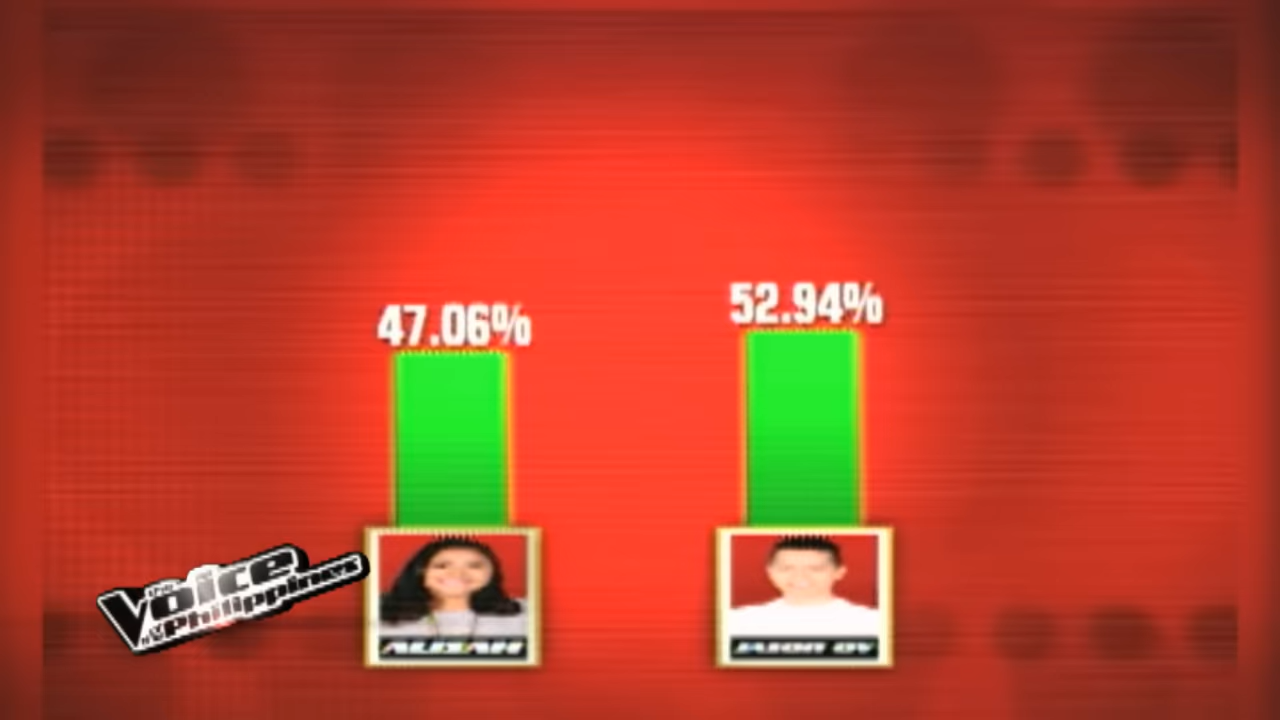 52.94%
47.06%
the
Voice
of the
Philippines
ALISAH
JASON DY